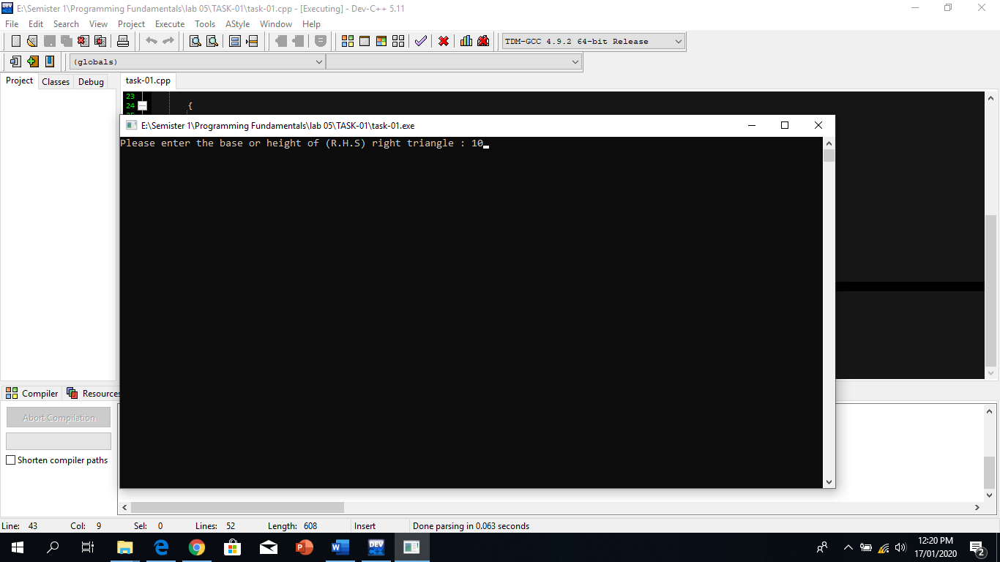 E:\Semister 1\Programming Fundamentals\lab 05\TASK-01\task-01.cpp - [Executing] - Dev-C++ 5.11
File Edit Search View Project Execute Tools AStyle Window Help
TDM-GCC 4.9.2 64-bit Release
(globals)
Project Classes Debug task-01.cpp
23
24 {
E:\Semister 1\Programming Fundamentals\lab 05\TASK-01\task-01.exe
Please enter the base or height of (R.H.S) right triangle : 10
Compiler Resources
Abort Compilation
Shorten compiler paths
Line: 43 Col: 9 Sel: 0 Lines: 52 Length: 608 Insert Done parsing in 0.063 seconds
DEV
12:20 PM
17/01/2020
2